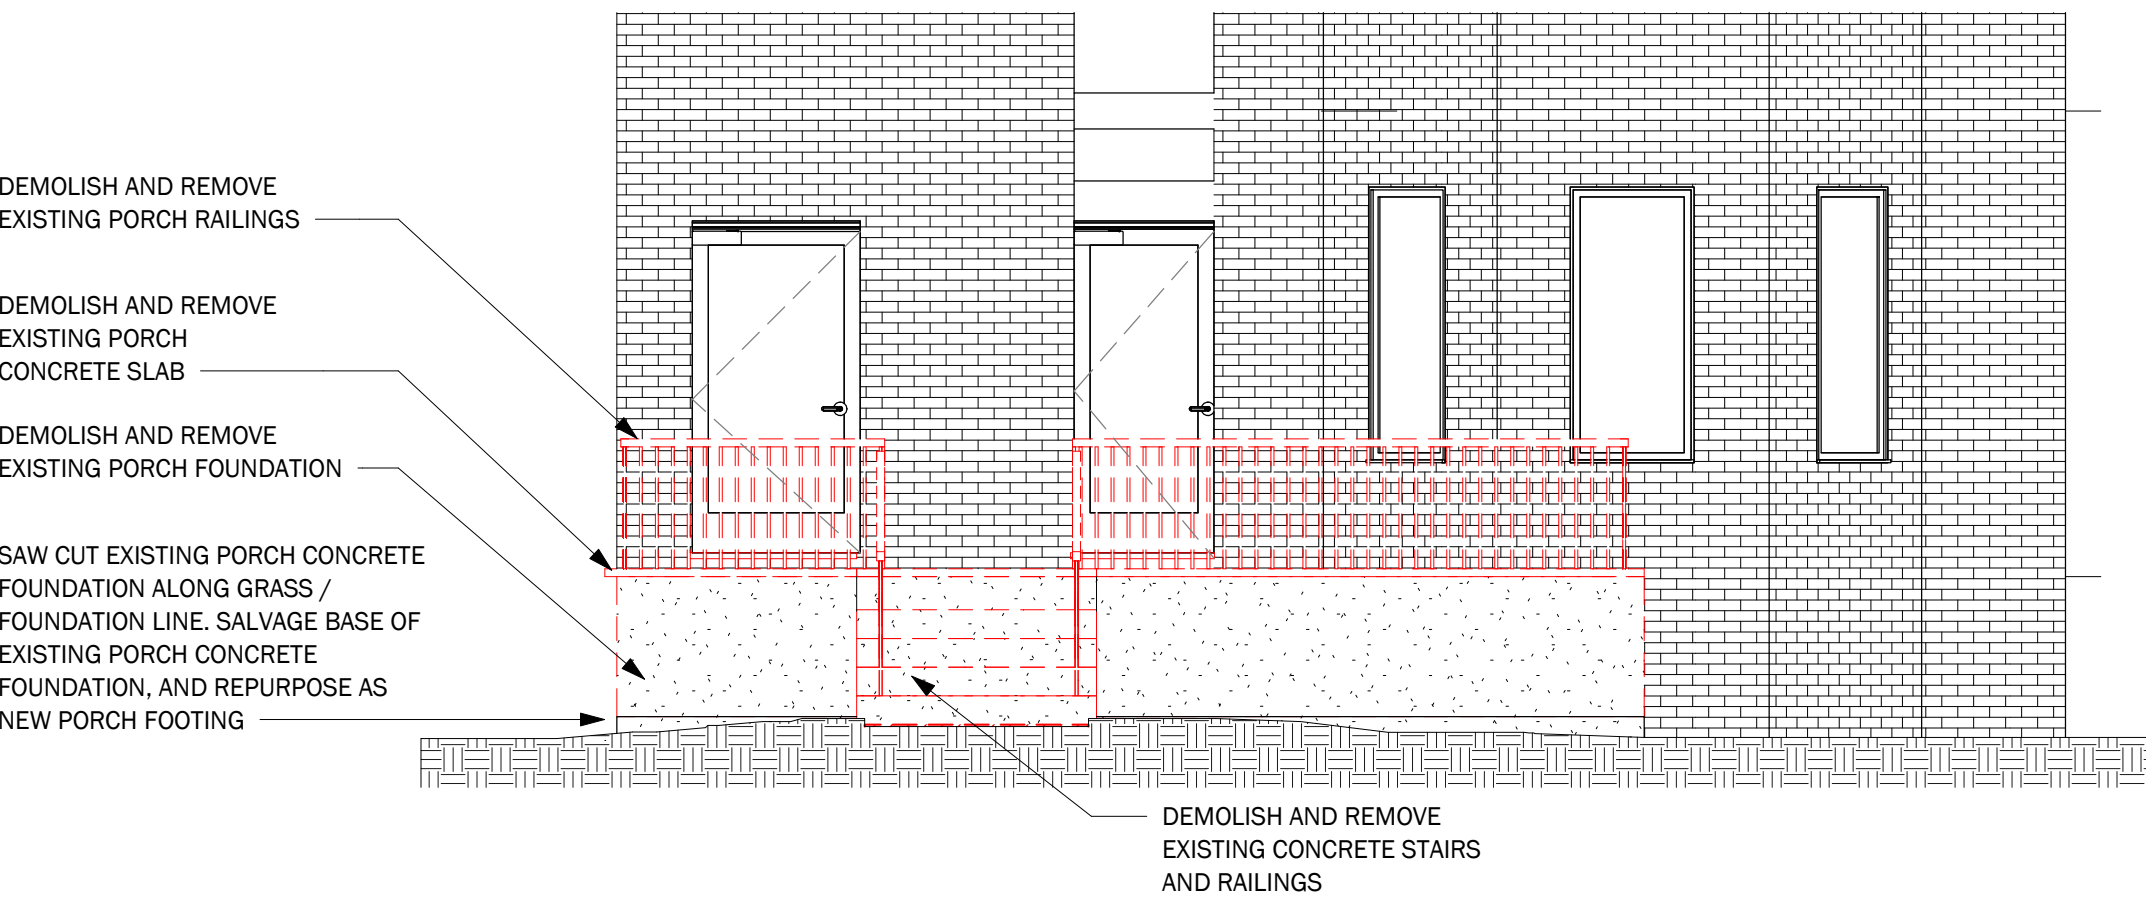 DEMOLISH AND REMOVE
EXISTING PORCH RAILINGS
DEMOLISH AND REMOVE
EXISTING PORCH
CONCRETE SLAB
DEMOLISH AND REMOVE
EXISTING PORCH FOUNDATION
SAW CUT EXISTING PORCH CONCRETE
FOUNDATION ALONG GRASS /
FOUNDATION LINE. SALVAGE BASE OF
EXISTING PORCH CONCRETE
FOUNDATION, AND REPURPOSE AS
NEW PORCH FOOTING
DEMOLISH AND REMOVE
EXISTING CONCRETE STAIRS
AND RAILINGS